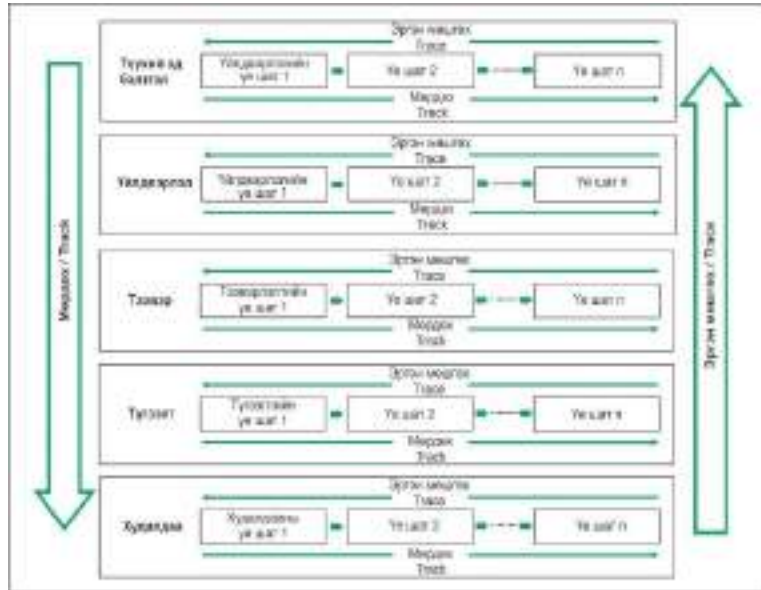 Мөрдөх / Track
Эргэн мөшгөх / Track
Түүхий эд
бэлтгэл
Эргэн мөшгөх
Trace
Үйлдвэрлэлийн
үе шат 1
Үе шат 2
Үе шат n
Мөрдөх
Track
Үйлдвэрлэл
Эргэн мөшгөх
Trace
Үйлдвэрлэлийн
үе шат 1
Үе шат 2
Үе шат n
Мөрдөх
Track
Тээвэр
Эргэн мөшгөх
Trace
Тээвэрлэлтийн
үе шат 1
Үе шат 2
Үе шат n
Мөрдөх
Track
Түгээлт
Эргэн мөшгөх
Trace
Түгээлтийн
үе шат 1
Үе шат 2
Үе шат n
Мөрдөх
Track
Худалдаа
Эргэн мөшгөх
Trace
Худалдааны
үе шат 1
Үе шат 2
Үе шат n
Мөрдөх
Track